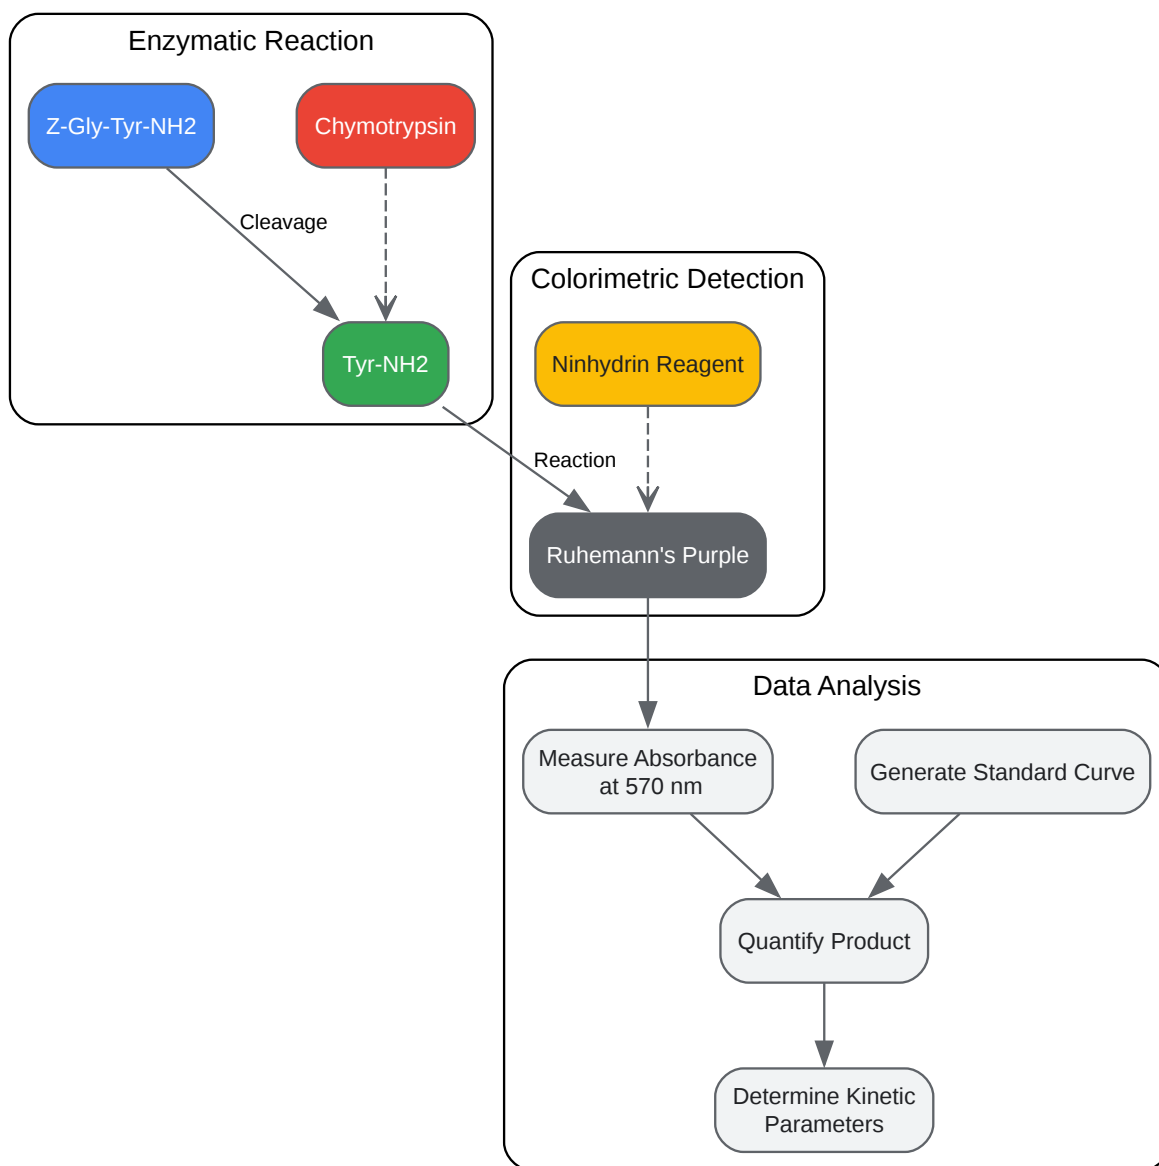 Enzymatic Reaction
Z-Gly-Tyr-NH2
Chymotrypsin
Cleavage
Tyr-NH2
Colorimetric Detection
Ninhydrin Reagent
Reaction
Ruhemann's Purple
Data Analysis
Measure Absorbance
at 570 nm
Generate Standard Curve
Quantify Product
Determine Kinetic
Parameters